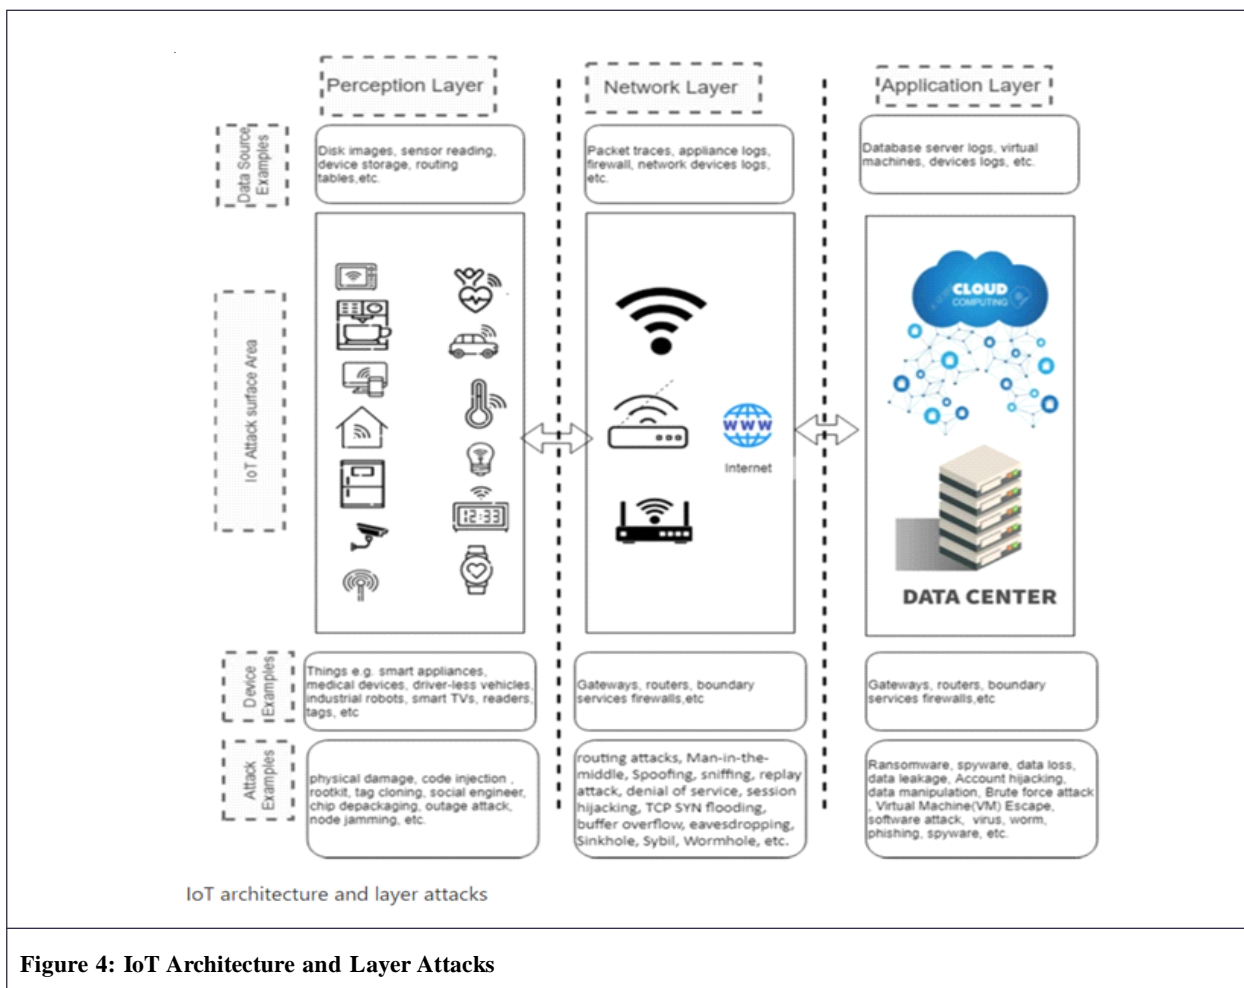 Perception Layer
Network Layer
Application Layer
Data Source
Examples
Disk images, sensor reading,
device storage, routing
tables,etc.
Packet traces, appliance logs,
firewall, network devices logs,
etc.
Database server logs, virtual
machines, devices logs, etc.
IoT Attack surface Area
12:33
WWW
Internet
CLOUD
COMPUTING
DATA CENTER
Device
Examples
Things e.g. smart appliances,
medical devices, driver-less vehicles,
industrial robots, smart TVs, readers,
tags, etc
Gateways, routers, boundary
services firewalls,etc
Gateways, routers, boundary
services firewalls,etc
Attack
Examples
physical damage, code injection ,
rootkit, tag cloning, social engineer,
chip depackaging, outage attack,
node jamming, etc.
routing attacks, Man-in-the-
middle, Spoofing, sniffing, replay
attack, denial of service, session
hijacking, TCP SYN flooding,
buffer overflow, eavesdropping,
Sinkhole, Sybil, Wormhole, etc.
Ransomware, spyware, data loss,
data leakage, Account hijacking,
data manipulation, Brute force attack
, Virtual Machine(VM) Escape,
software attack, virus, worm,
phishing, spyware, etc.
IoT architecture and layer attacks
Figure 4: IoT Architecture and Layer Attacks